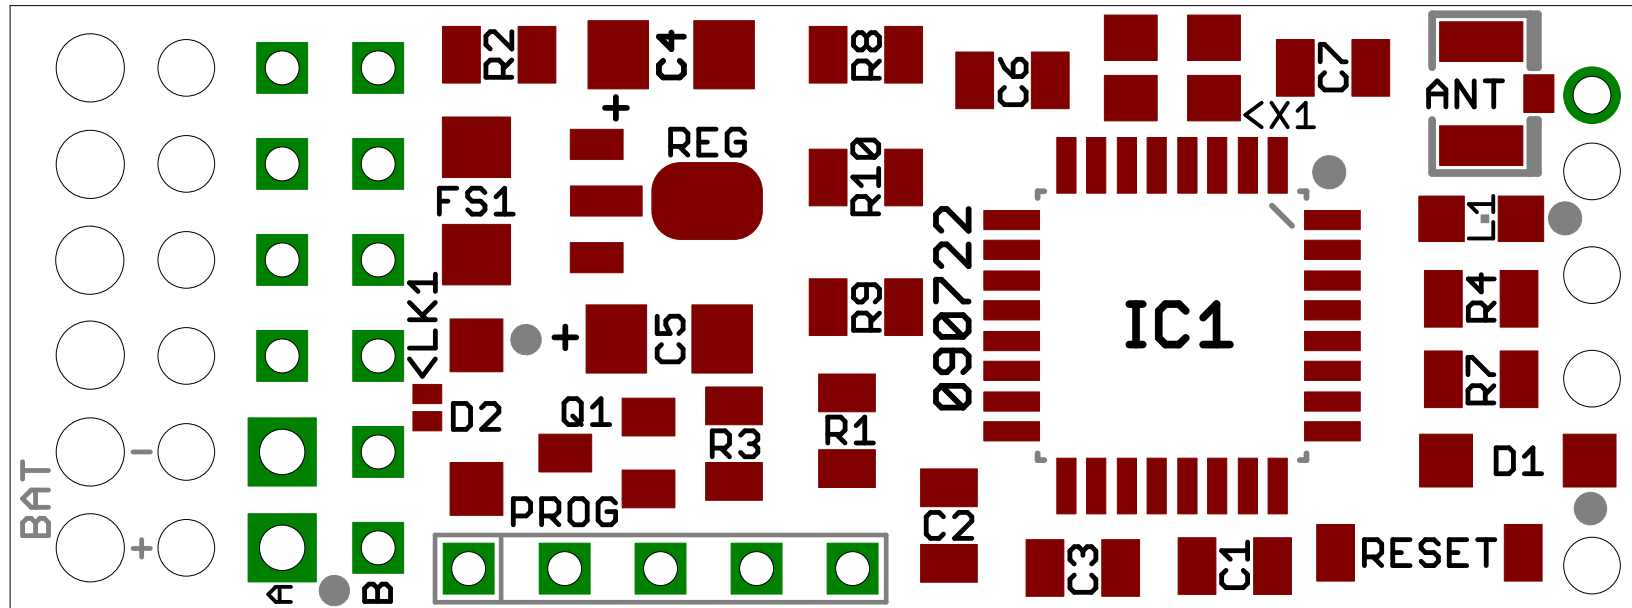 R2
C4
R8
C6
C7
ANT
+
<X1
REG
R10
FS1
L1
090722
<LK1
R9
IC1
R4
+
C5
R7
D2
Q1
R3
R1
BAT
-
D1
PROG
C2
+
RESET
C3
C1
A
B